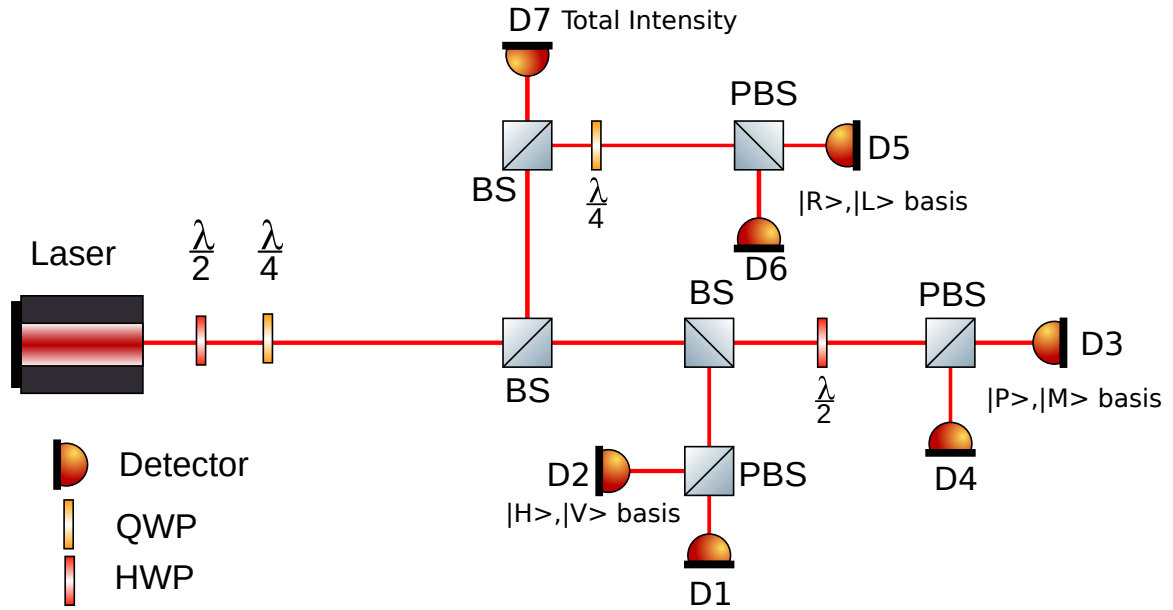 D7 Total Intensity
PBS
D5
BS
λ/4
|R>,|L> basis
D6
Laser
λ/2
λ/4
BS
PBS
D3
BS
λ/2
|P>,|M> basis
D4
D2
PBS
|H>,|V> basis
D1
Detector
QWP
HWP